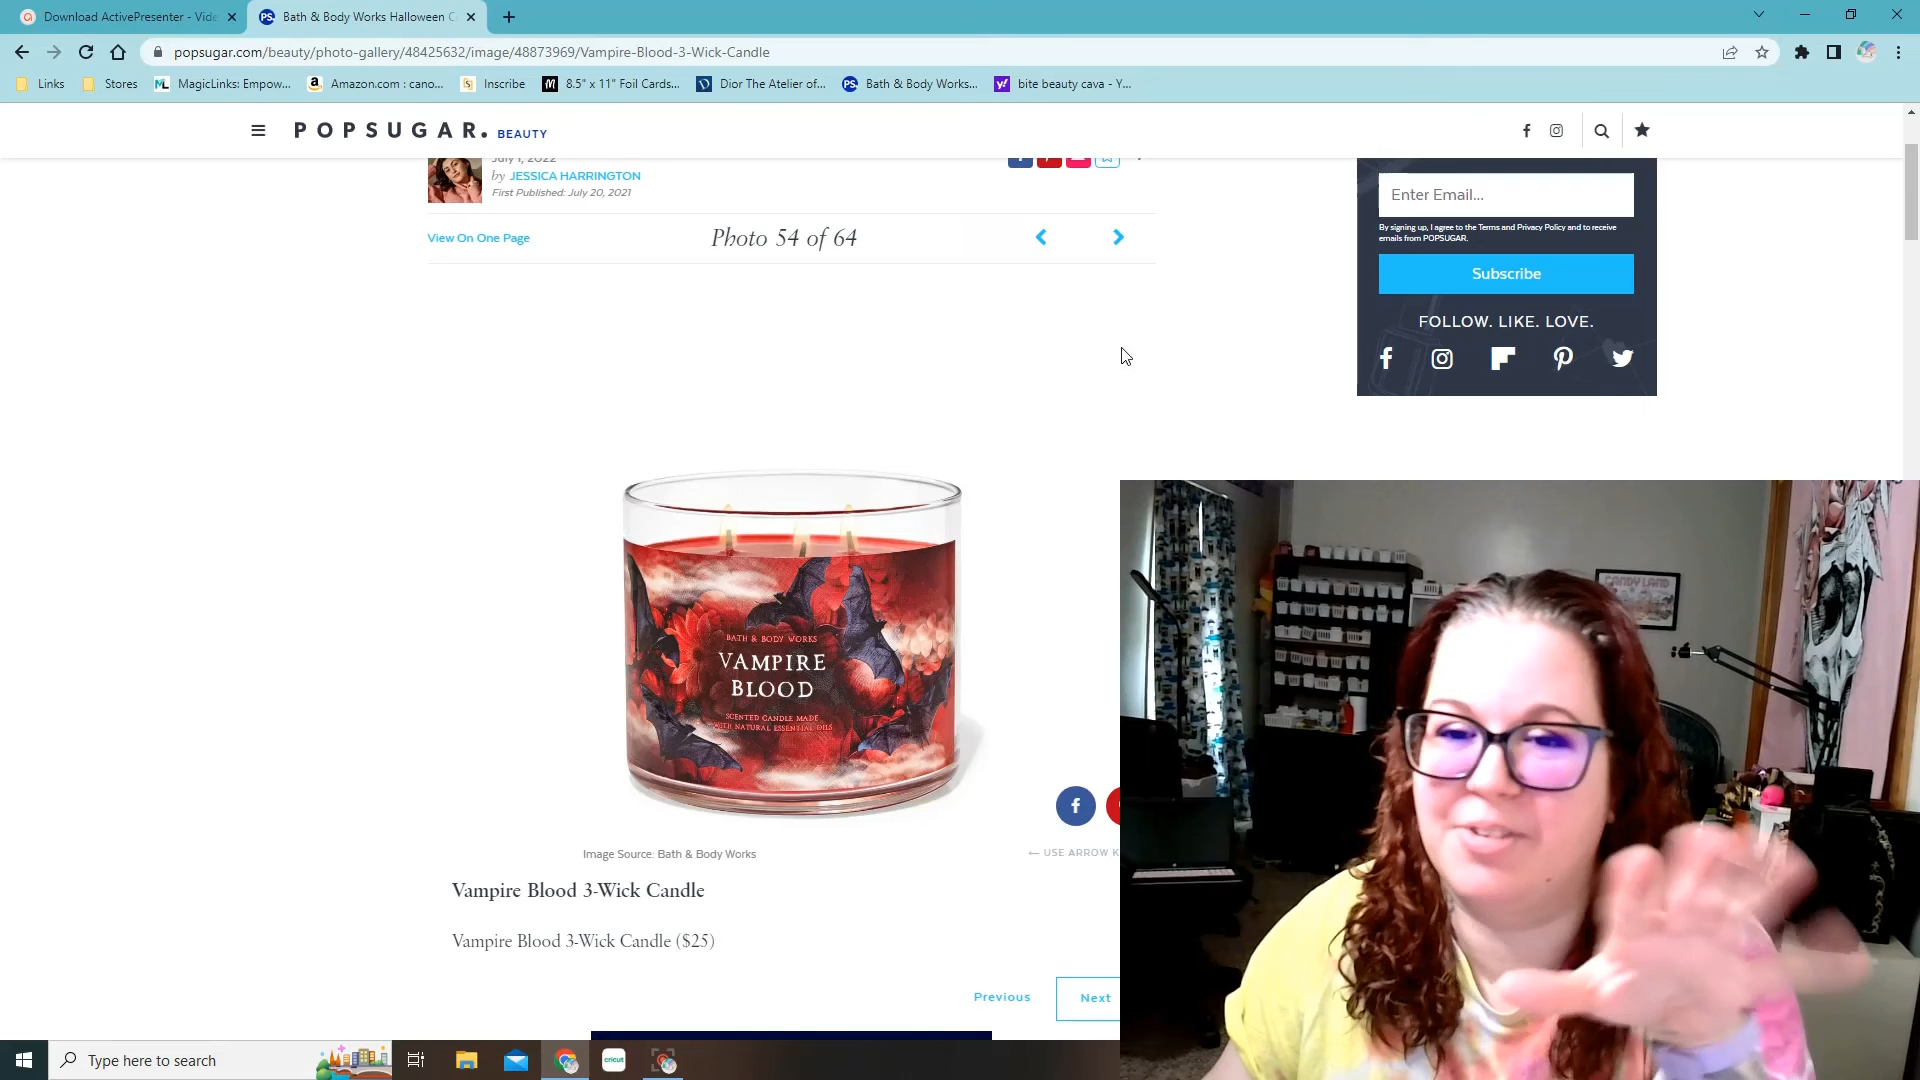 Download ActivePresenter - Vide
Bath & Body Works Halloween C
popsugar.com/beauty/photo-gallery/48425632/image/48873969/Vampire-Blood-3-Wick-Candle
Links
Stores
MagicLinks: Empow...
Amazon.com : cano...
Inscribe
8.5" x 11" Foil Cards...
Dior The Atelier of...
Bath & Body Works...
bite beauty cava - Y...
POPSUGAR. BEAUTY
July 1, 2022
by JESSICA HARRINGTON
First Published: July 20, 2021
View On One Page
Photo 54 of 64
Enter Email...
By signing up, I agree to the Terms and Privacy Policy and to receive
emails from POPSUGAR.
Subscribe
FOLLOW. LIKE. LOVE.
BATH & BODY WORKS
VAMPIRE
BLOOD
SCENTED CANDLE MADE
WITH NATURAL ESSENTIAL OILS
CANDY LAND
Image Source: Bath & Body Works
← USE ARROW K
Vampire Blood 3-Wick Candle
Vampire Blood 3-Wick Candle ($25)
Previous
Next
Type here to search
cricut